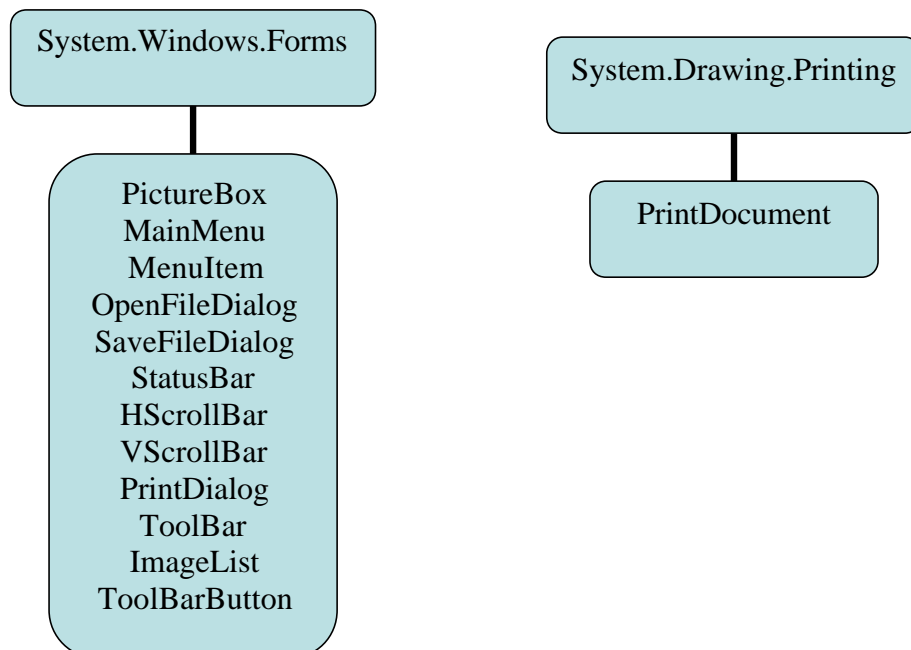 System.Windows.Forms
System.Drawing.Printing
PictureBox
MainMenu
MenuItem
OpenFileDialog
SaveFileDialog
StatusBar
HScrollBar
VScrollBar
PrintDialog
ToolBar
ImageList
ToolBarButton
PrintDocument